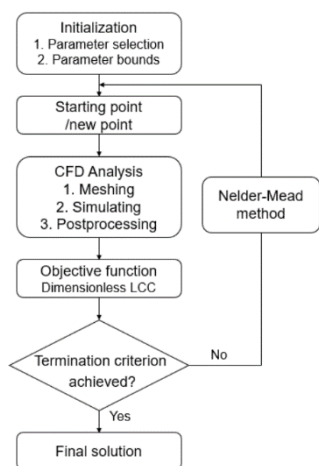 Initialization
1. Parameter selection
2. Parameter bounds
Starting point
/new point
CFD Analysis
1. Meshing
2. Simulating
3. Postprocessing
Nelder-Mead
method
Objective function
Dimensionless LCC
Termination criterion
achieved?
No
Yes
Final solution